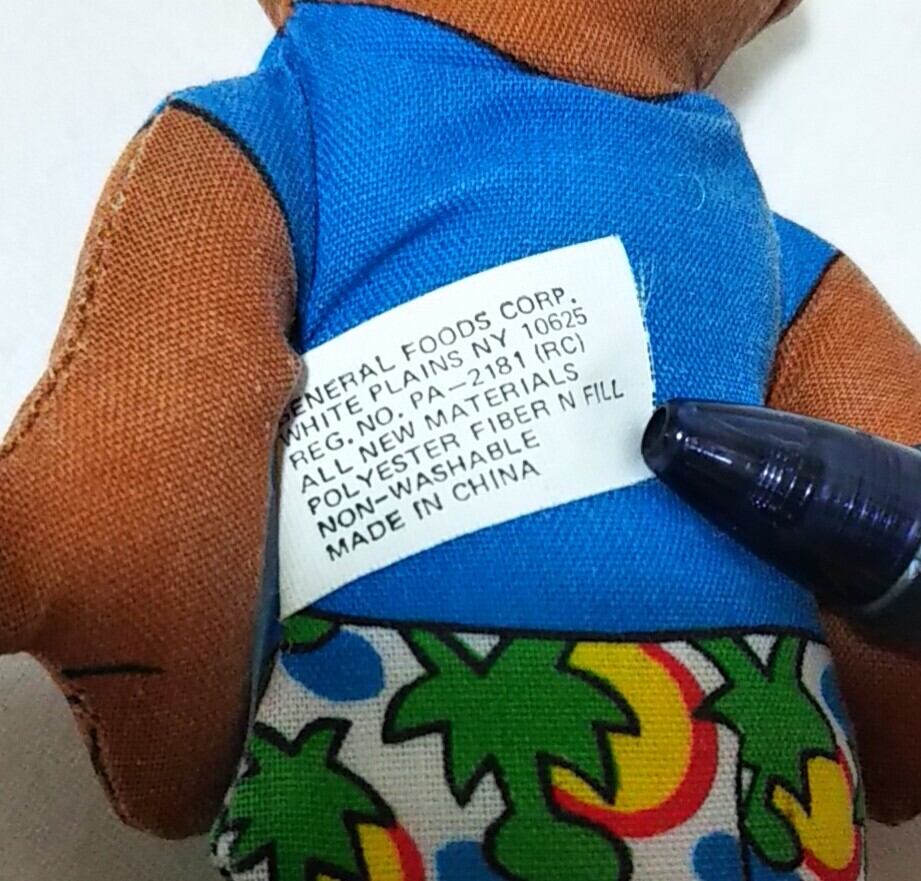 GENERAL FOODS CORP.
WHITE PLAINS NY 10625
REG. NO. PA-2181 (RC)
ALL NEW MATERIALS
POLYESTER FIBER N FILL
NON-WASHABLE
MADE IN CHINA